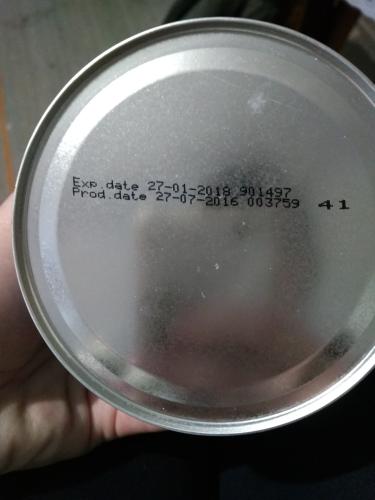 Exp.date 27-01-2018 901497
Prod.date 27-07-2016 003759 41